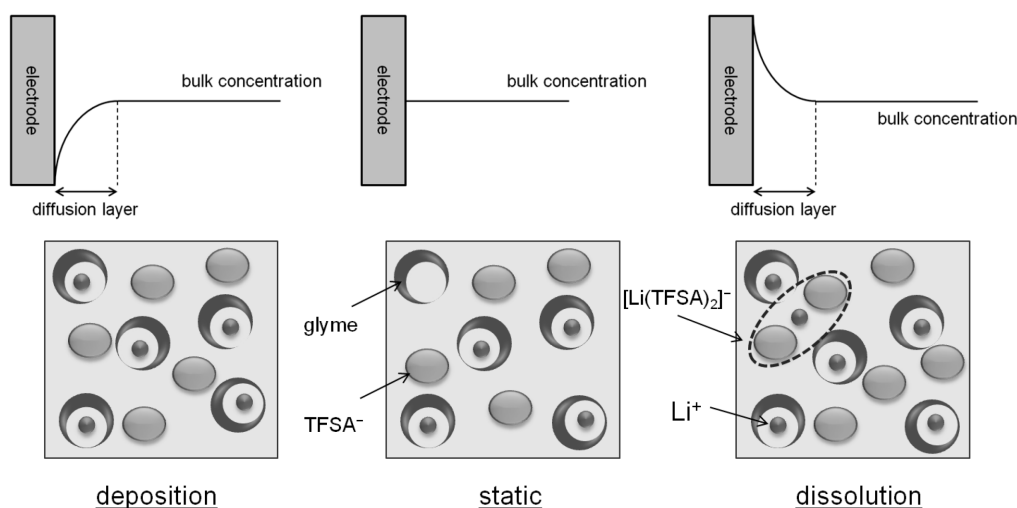 electrode
bulk concentration
diffusion layer
electrode
bulk concentration
electrode
bulk concentration
diffusion layer
glyme
TFSA⁻
[Li(TFSA)₂]⁻
Li⁺
deposition
static
dissolution